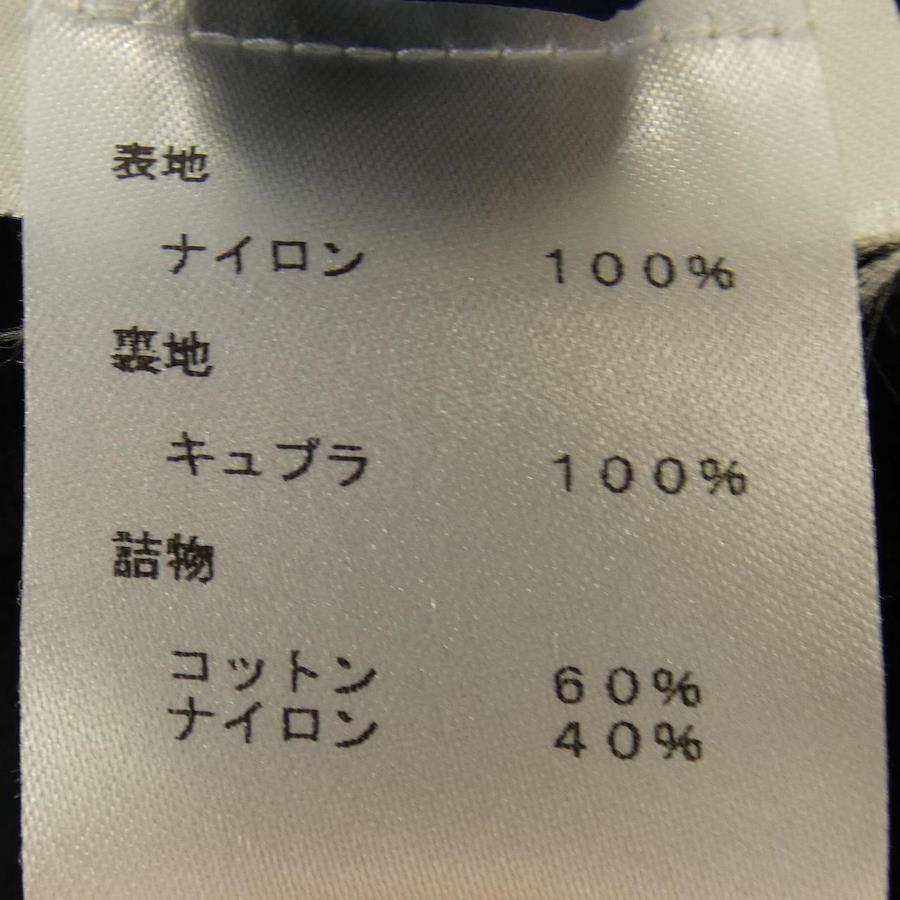 表地
ナイロン 100%
裏地
キュプラ 100%
詰物
コットン 60%
ナイロン 40%